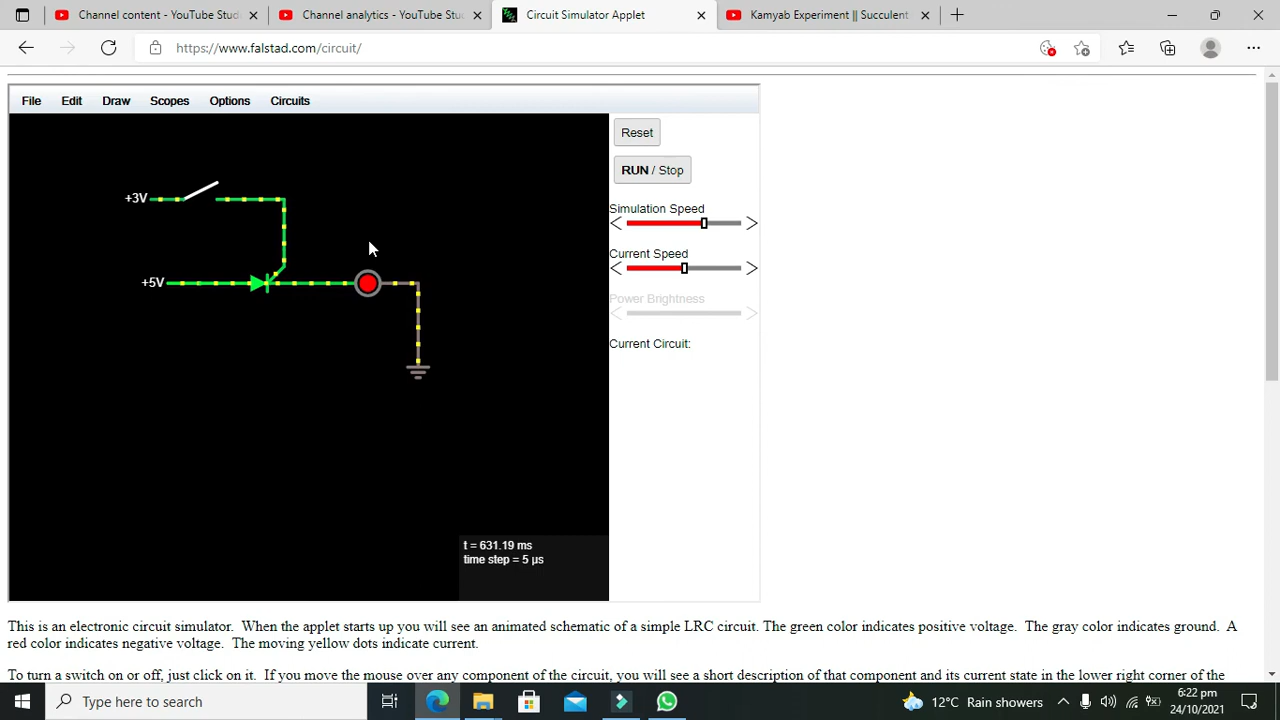 Channel content - YouTube Stud
Channel analytics - YouTube Stu
Circuit Simulator Applet
Kamyab Experiment || Succulent
https://www.falstad.com/circuit/
File Edit Draw Scopes Options Circuits
Reset
RUN / Stop
Simulation Speed
Current Speed
Power Brightness
Current Circuit:
+3V
+5V
t = 631.19 ms
time step = 5 μs
This is an electronic circuit simulator. When the applet starts up you will see an animated schematic of a simple LRC circuit. The green color indicates positive voltage. The gray color indicates ground. A
red color indicates negative voltage. The moving yellow dots indicate current.
To turn a switch on or off, just click on it. If you move the mouse over any component of the circuit, you will see a short description of that component and its current state in the lower right corner of the
Type here to search
12°C Rain showers
6:22 pm
24/10/2021